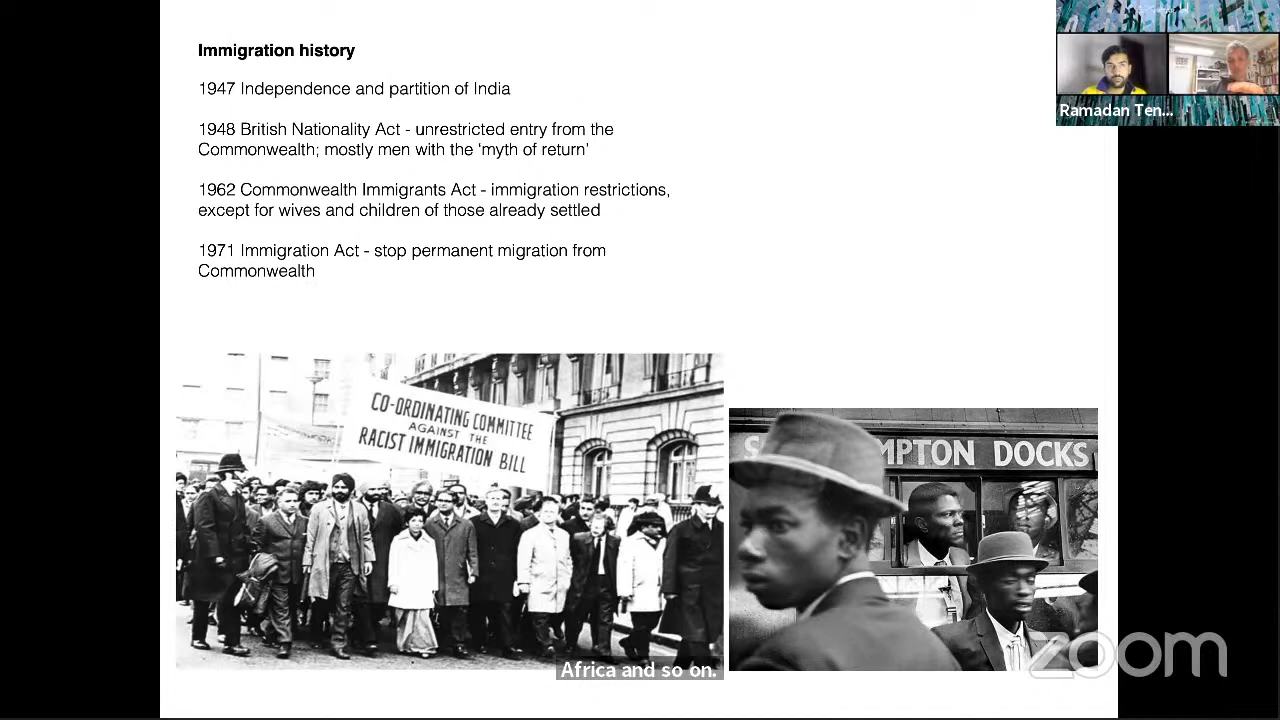 Immigration history
1947 Independence and partition of India
1948 British Nationality Act - unrestricted entry from the
Commonwealth; mostly men with the ‘myth of return’
1962 Commonwealth Immigrants Act - immigration restrictions,
except for wives and children of those already settled
1971 Immigration Act - stop permanent migration from
Commonwealth
Ramadan Ten...
CO-ORDINATING COMMITTEE
AGAINST THE
RACIST IMMIGRATION BILL
MPTON DOCKS
Africa and so on.
zoom